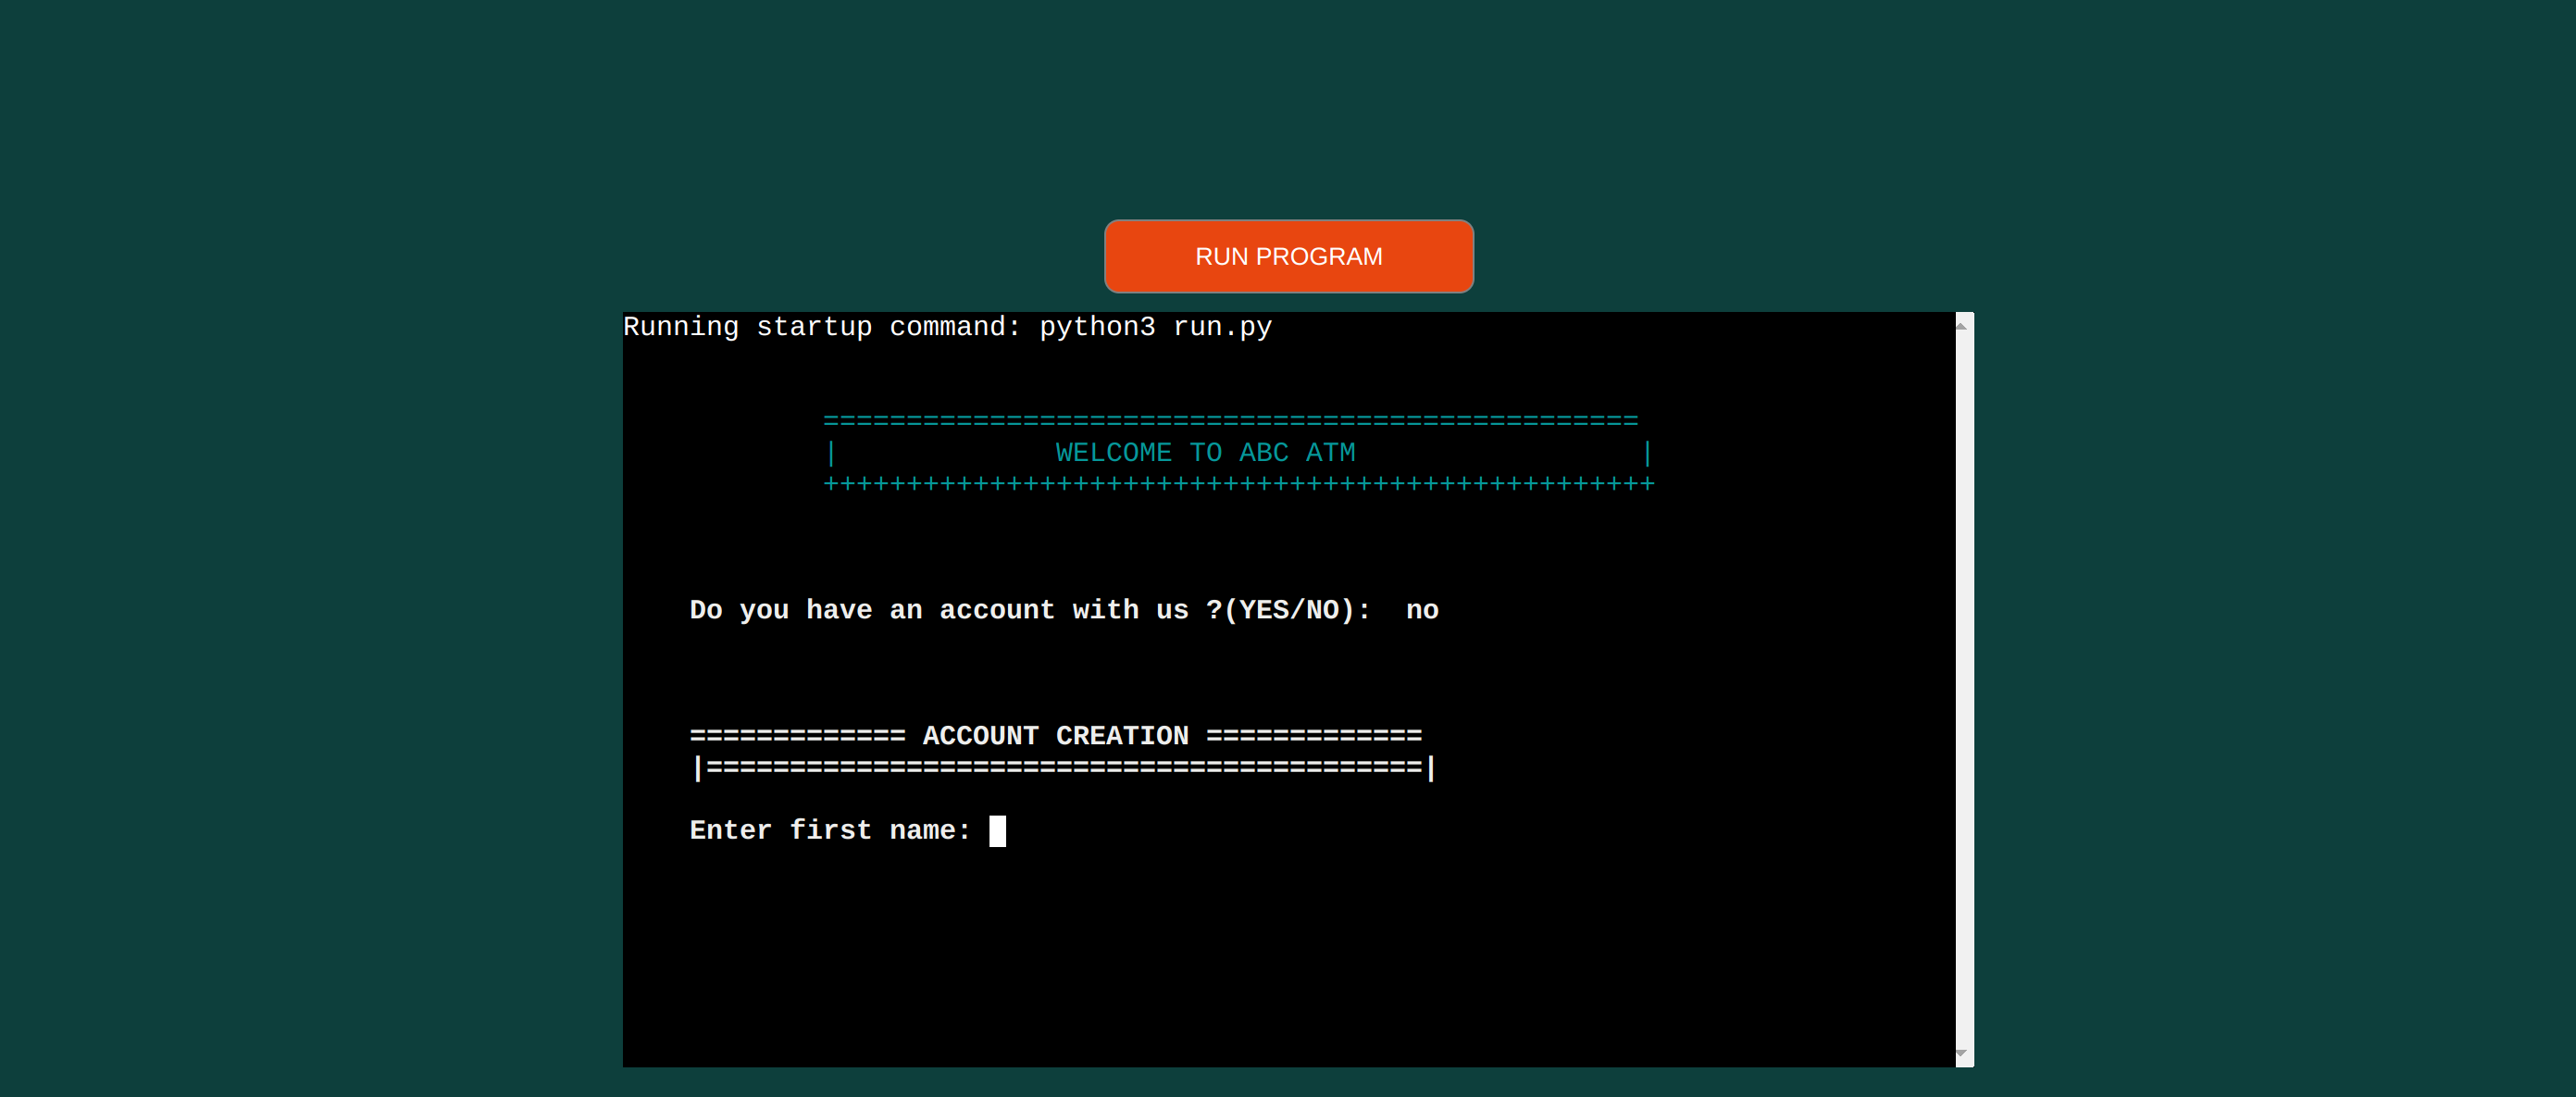 RUN PROGRAM
Running startup command: python3 run.py
=================================================
|             WELCOME TO ABC ATM                 |
++++++++++++++++++++++++++++++++++++++++++++++++++
Do you have an account with us ?(YES/NO):  no
============= ACCOUNT CREATION =============
|===========================================|
Enter first name: